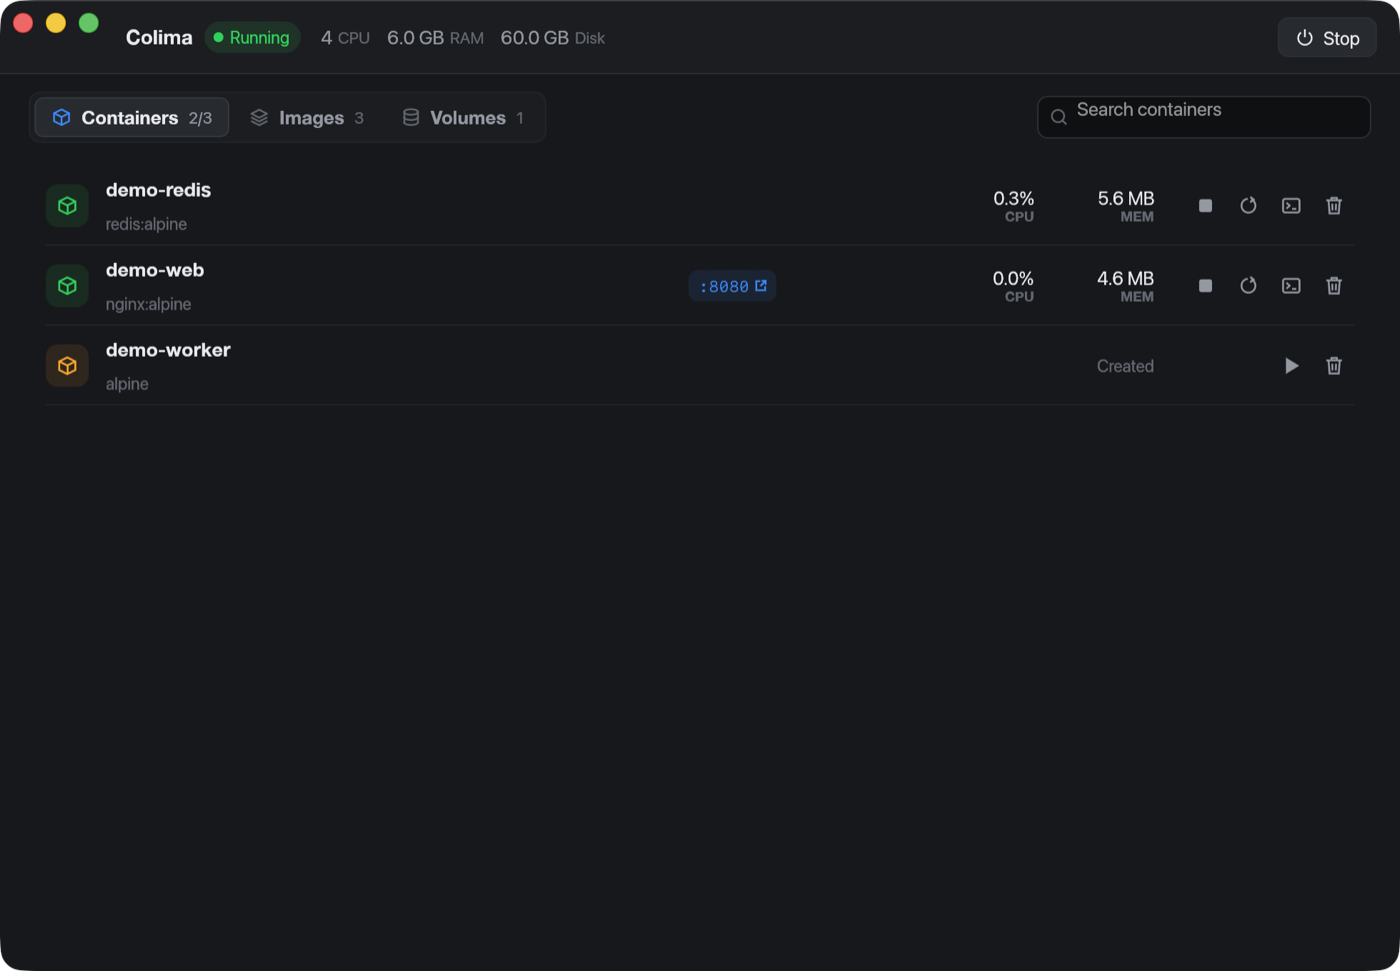 Colima Running 4 CPU 6.0 GB RAM 60.0 GB Disk Stop
Containers 2/3 Images 3 Volumes 1 Search containers
demo-redis
redis:alpine
0.3% CPU
5.6 MB MEM
demo-web
nginx:alpine
:8080
0.0% CPU
4.6 MB MEM
demo-worker
alpine
Created